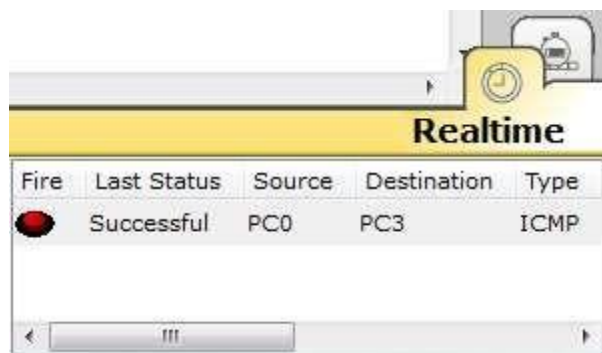 Realtime
Fire Last Status Source Destination Type
Successful PC0 PC3 ICMP